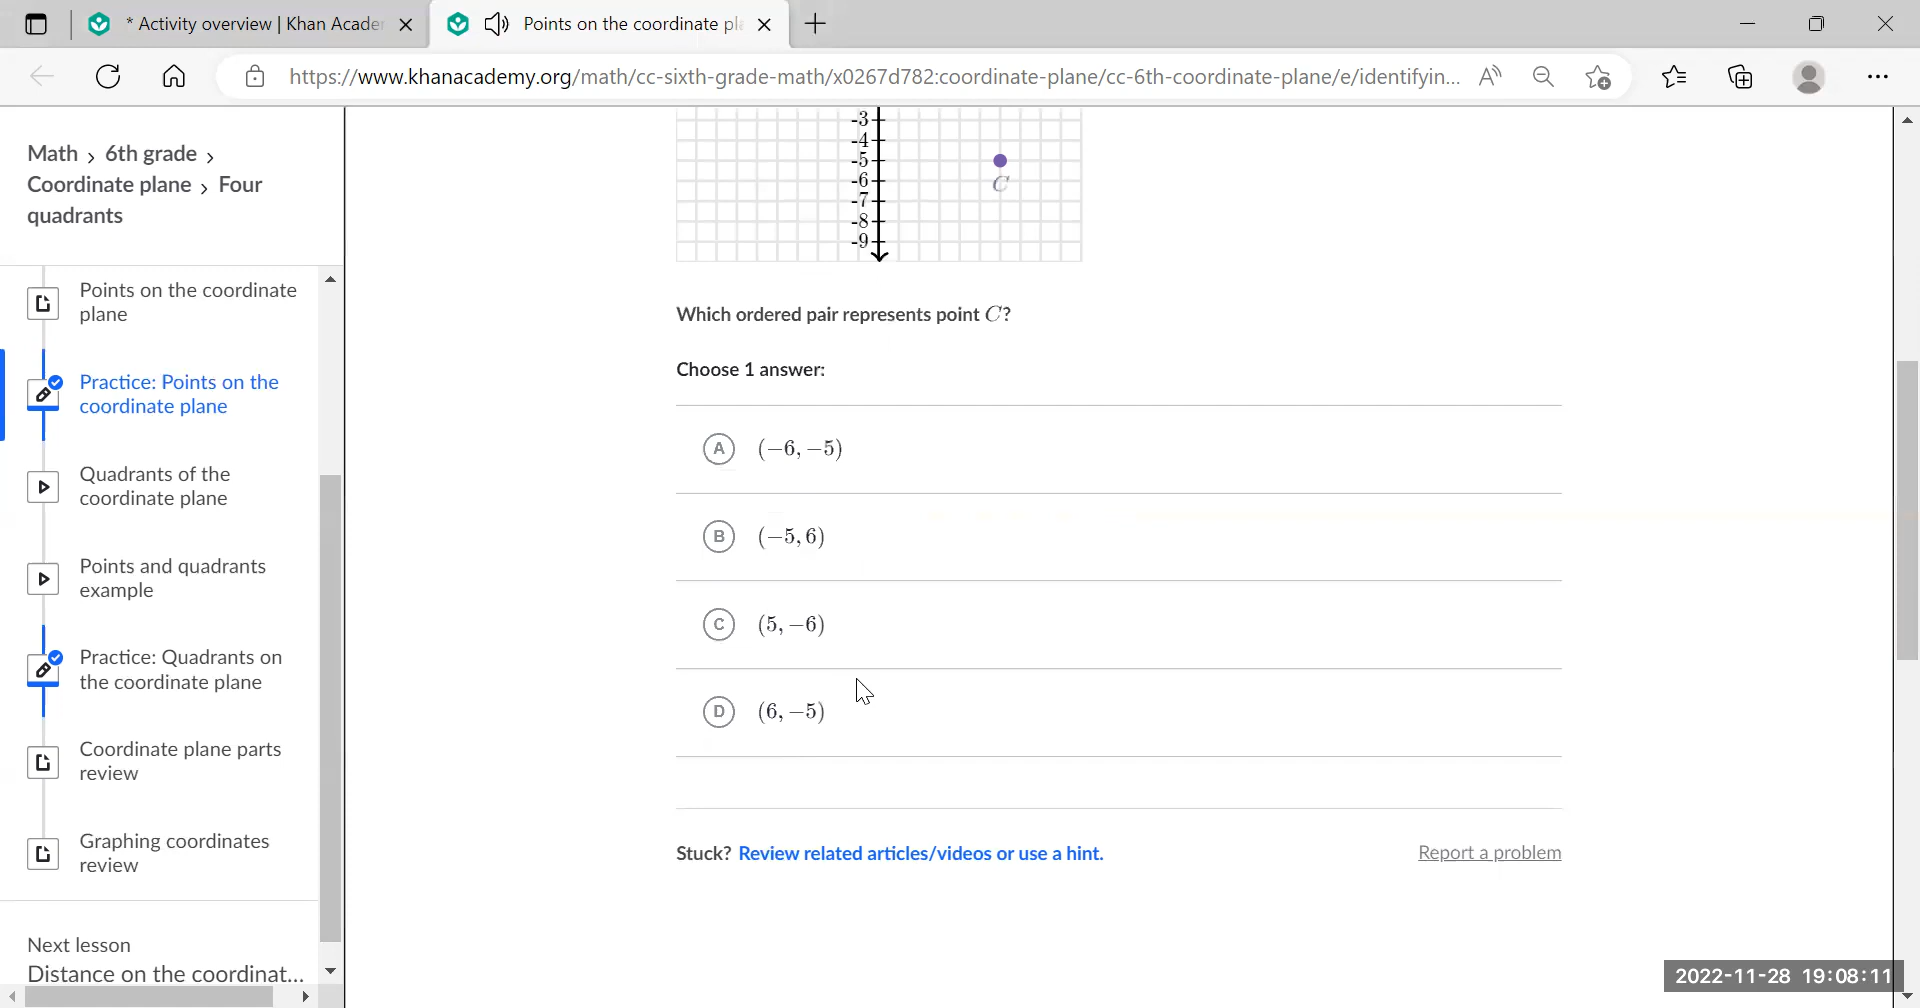 * Activity overview | Khan Acade
Points on the coordinate pl
https://www.khanacademy.org/math/cc-sixth-grade-math/x0267d782:coordinate-plane/cc-6th-coordinate-plane/e/identifyin...
Math > 6th grade >
Coordinate plane > Four
quadrants
Points on the coordinate
plane
Practice: Points on the
coordinate plane
Quadrants of the
coordinate plane
Points and quadrants
example
Practice: Quadrants on
the coordinate plane
Coordinate plane parts
review
Graphing coordinates
review
Next lesson
Distance on the coordinat...
-3
-4
-5
-6
-7
-8
-9
C
Which ordered pair represents point C?
Choose 1 answer:
A (−6, −5)
B (−5, 6)
C (5, −6)
D (6, −5)
Stuck? Review related articles/videos or use a hint.
Report a problem
2022-11-28 19:08:11